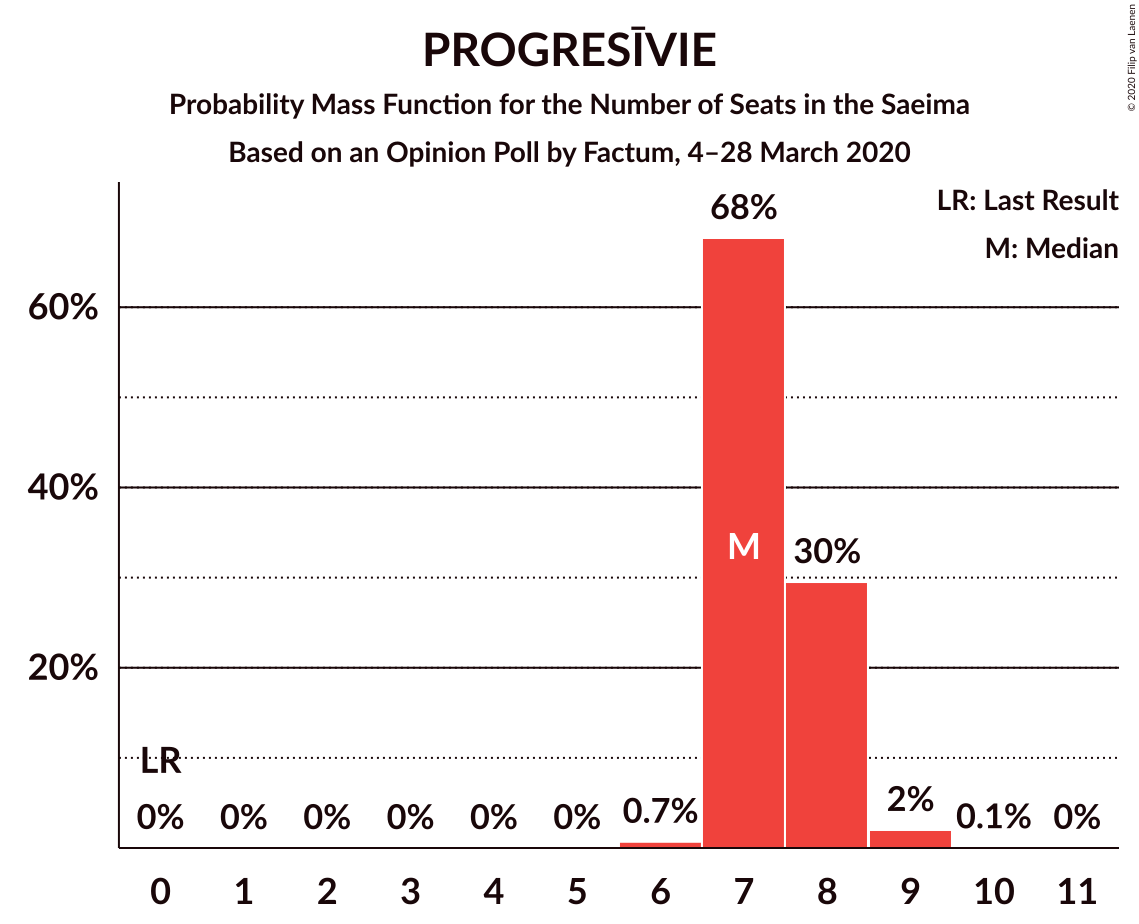 PROGRESĪVIE
Probability Mass Function for the Number of Seats in the Saeima
Based on an Opinion Poll by Factum, 4–28 March 2020
© 2020 Filip van Laenen
LR: Last Result
M: Median
68%
60%
40%
M
30%
20%
LR
0% 0% 0% 0% 0% 0% 0.7% 2% 0.1% 0%
0 1 2 3 4 5 6 7 8 9 10 11